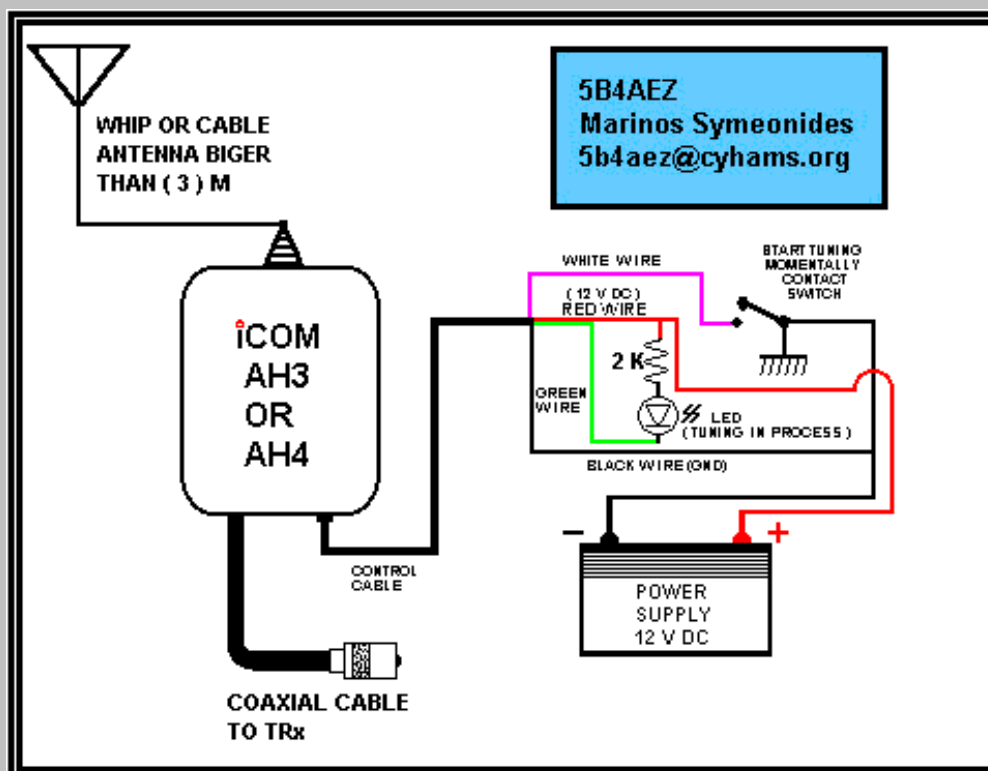 5B4AEZ
Marinos Symeonides
5b4aez@cyhams.org
WHIP OR CABLE
ANTENNA BIGER
THAN ( 3 ) M
iCOM
AH3
OR
AH4
WHITE WIRE
( 12 V DC )
RED WIRE
START TUNING
MOMENTALLY
CONTACT
SWITCH
2 K
GREEN
WIRE
LED
( TUNING IN PROCESS )
BLACK WIRE (GND)
CONTROL
CABLE
− +
POWER
SUPPLY
12 V DC
COAXIAL CABLE
TO TRx